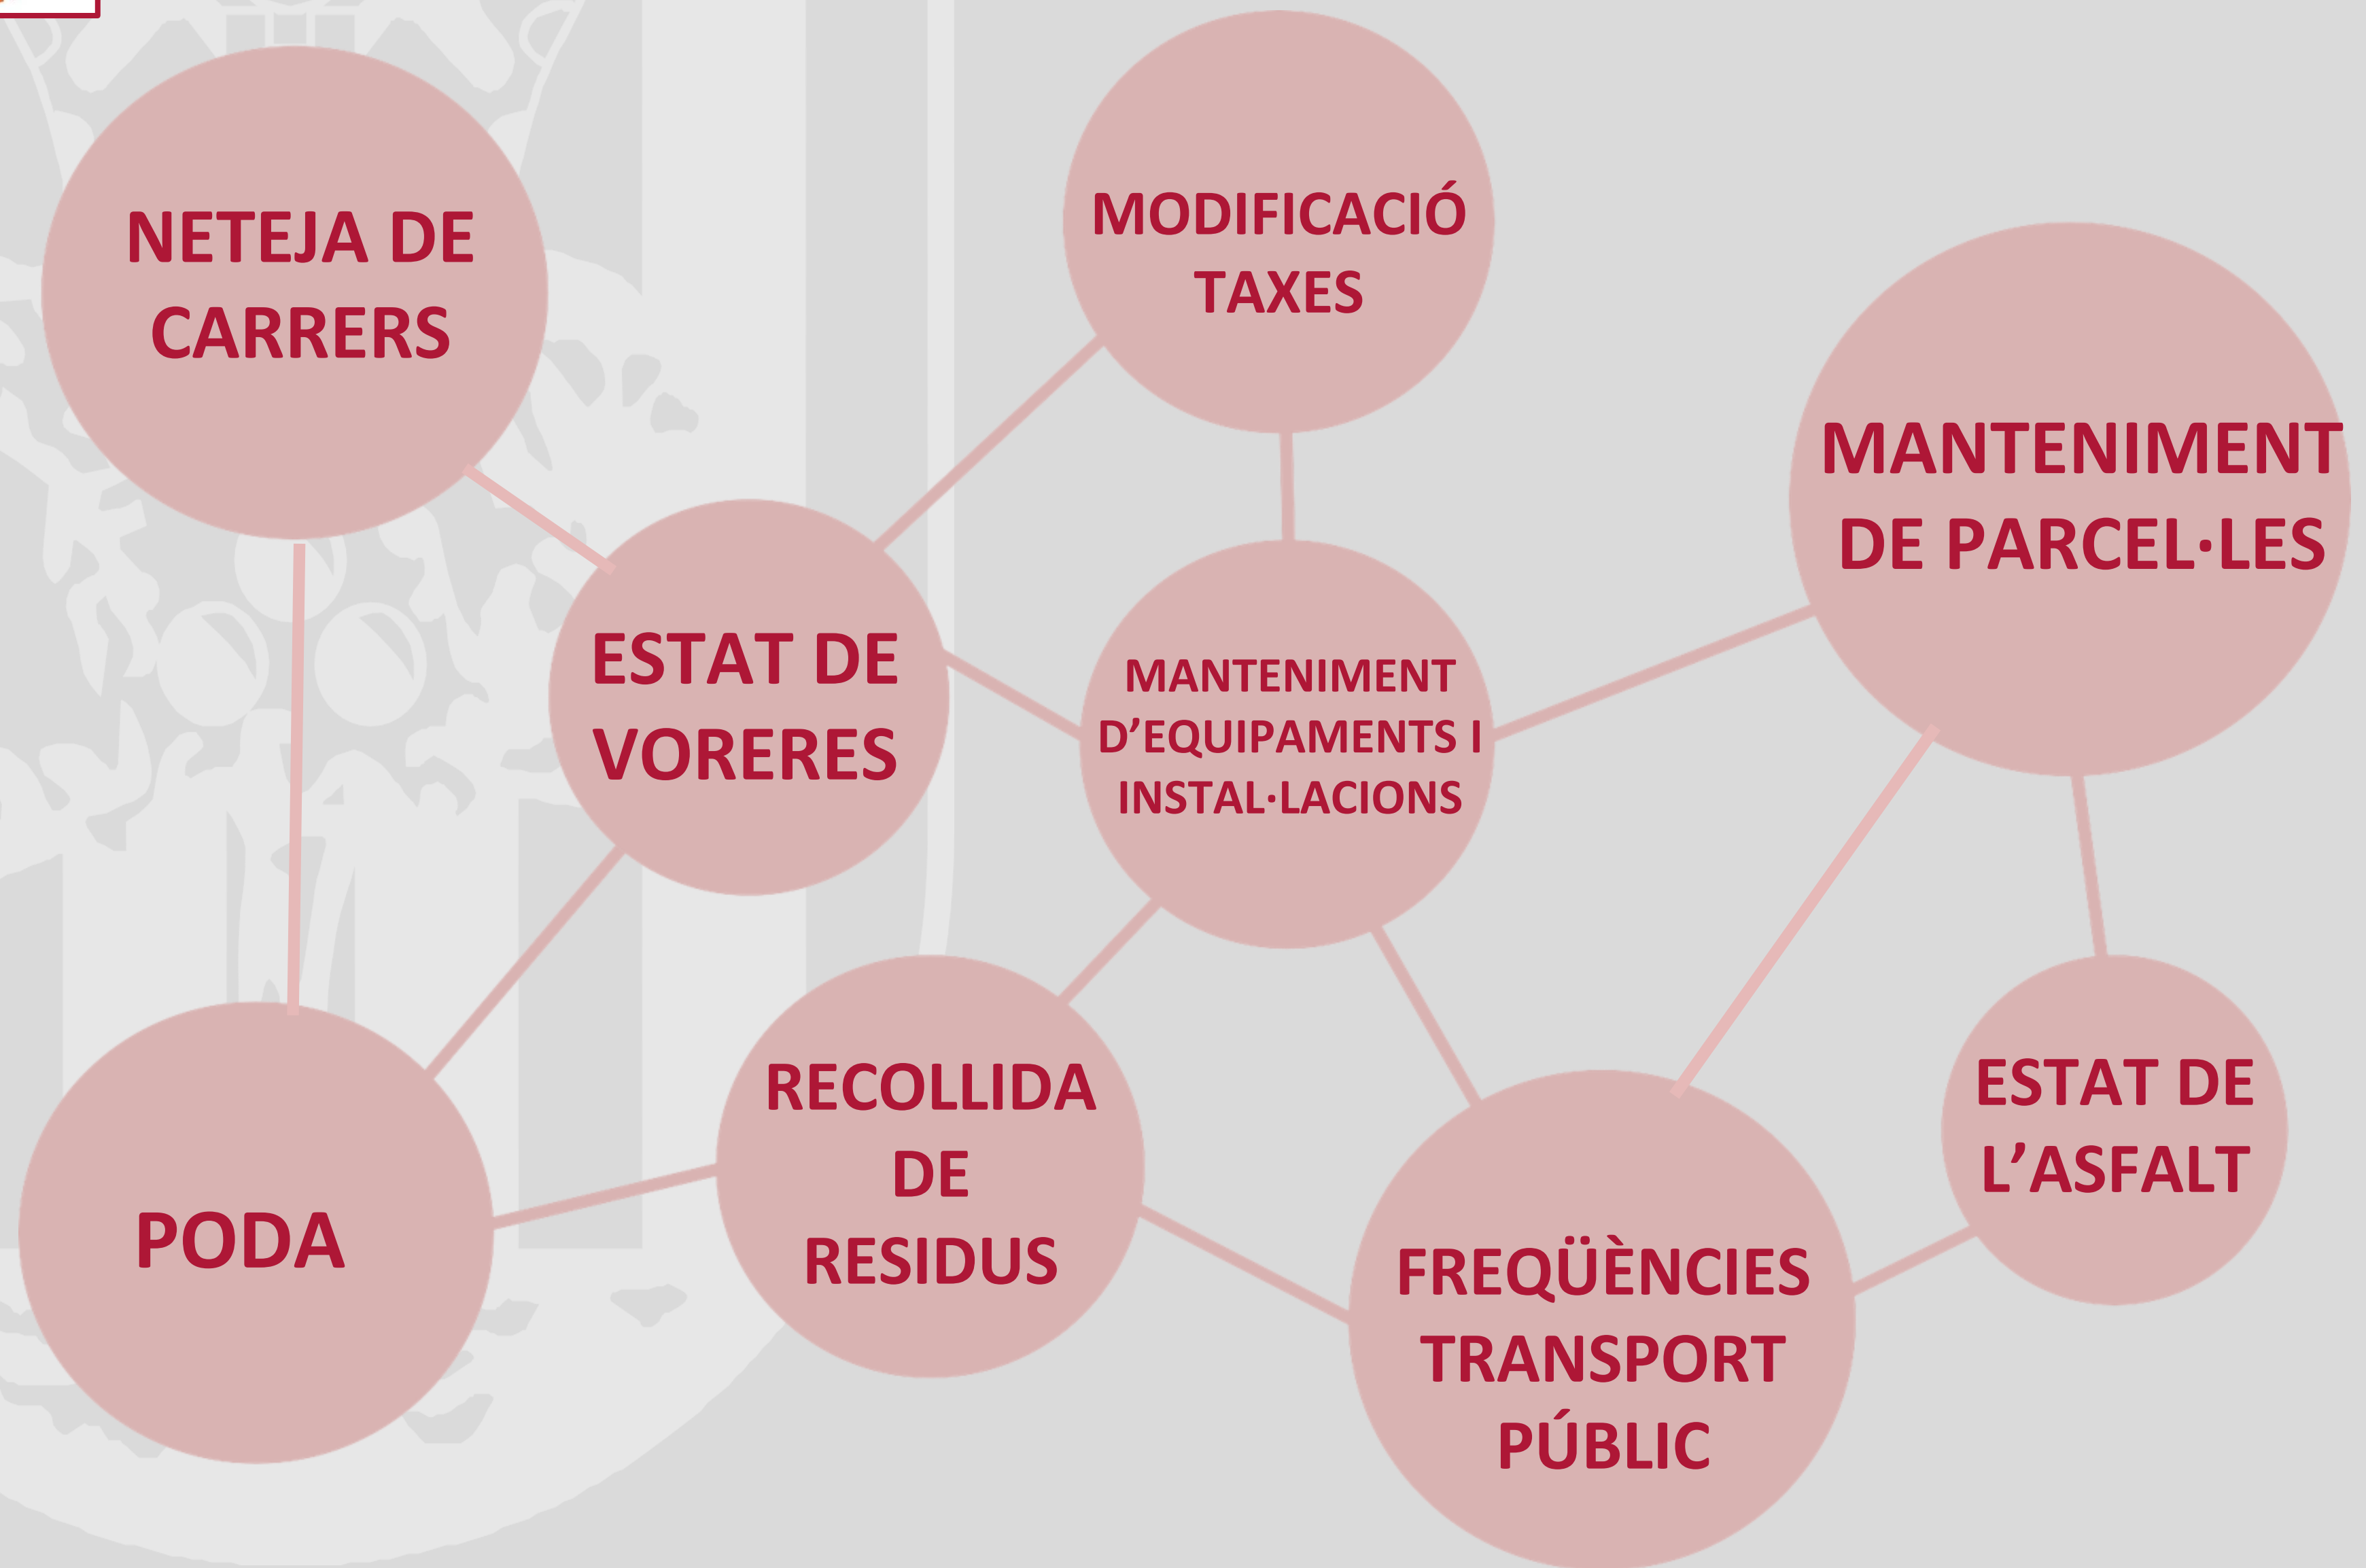 NETEJA DE
CARRERS
MODIFICACIÓ
TAXES
MANTENIMENT
DE PARCEL·LES
ESTAT DE
VORERES
MANTENIMENT
D’EQUIPAMENTS I
INSTAL·LACIONS
PODA
RECOLLIDA
DE
RESIDUS
FREQÜÈNCIES
TRANSPORT
PÚBLIC
ESTAT DE
L’ASFALT